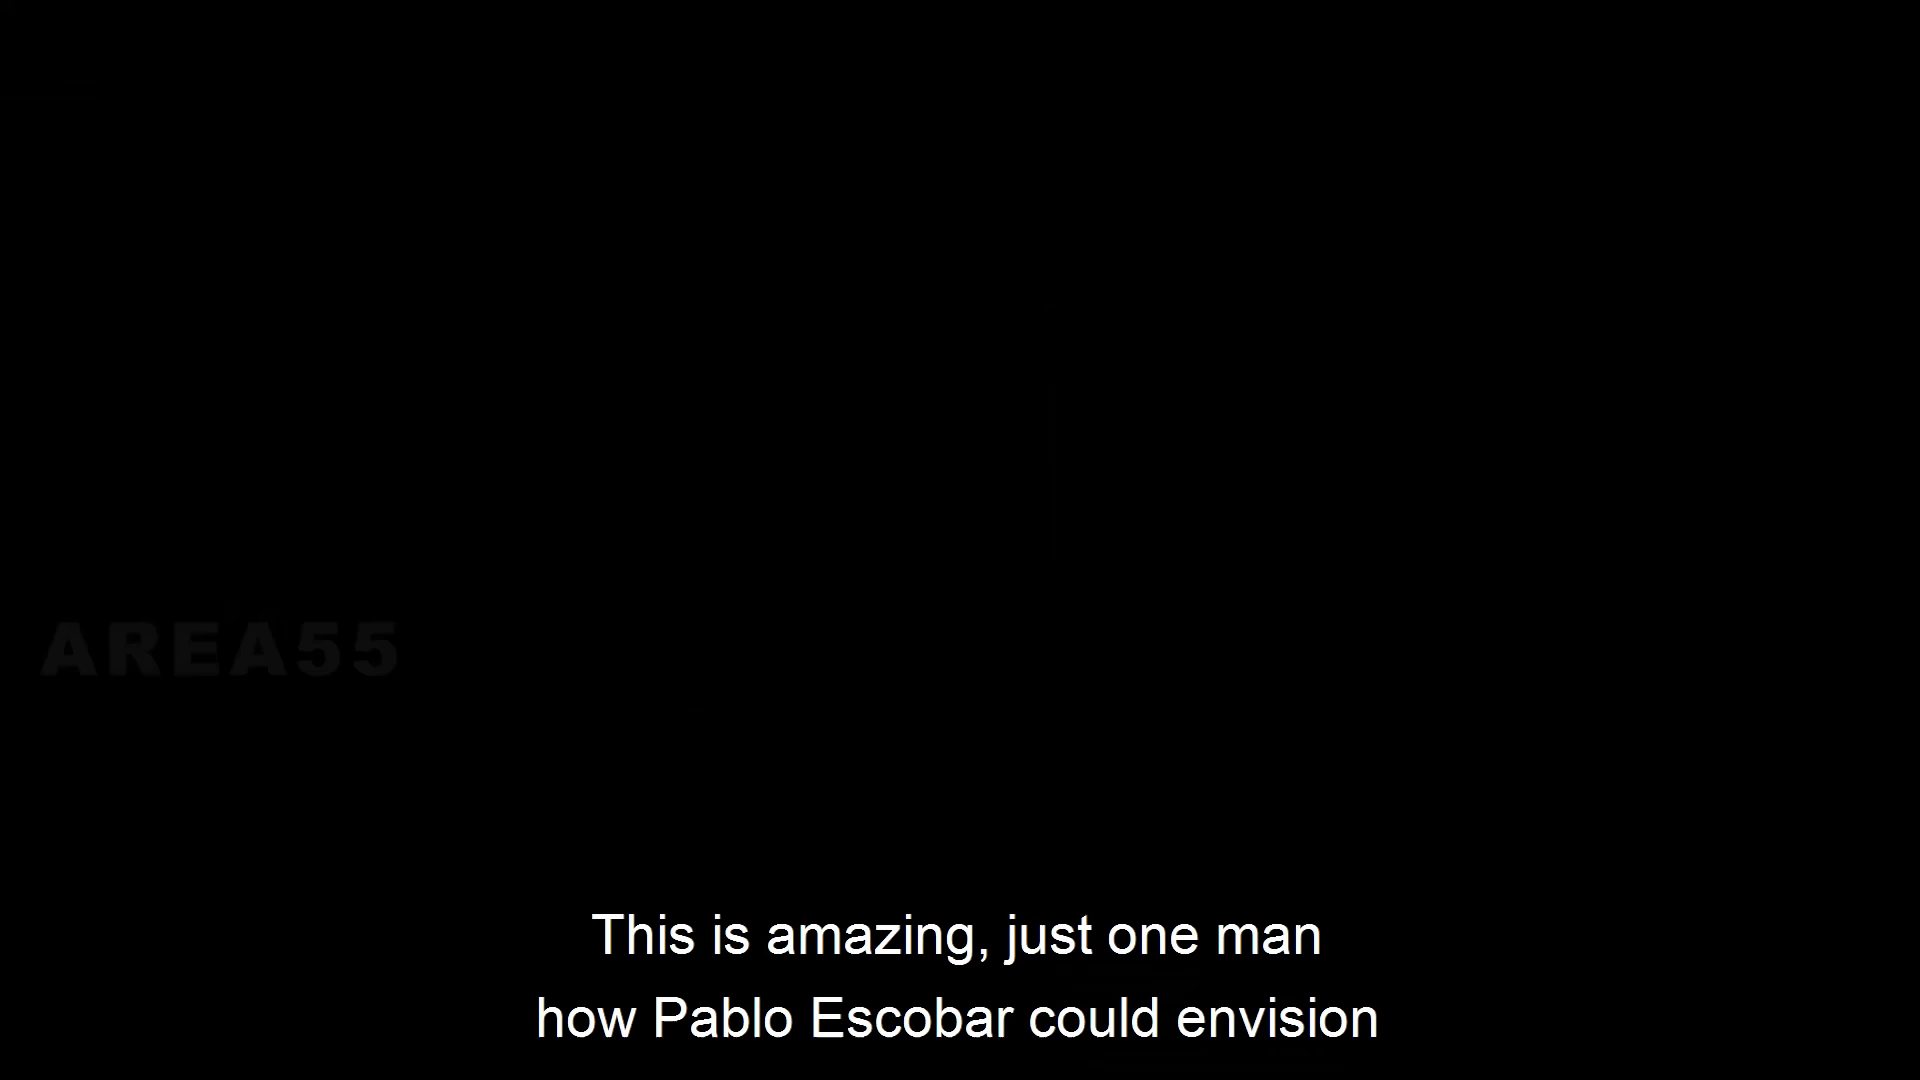 AREA55
This is amazing, just one man
how Pablo Escobar could envision